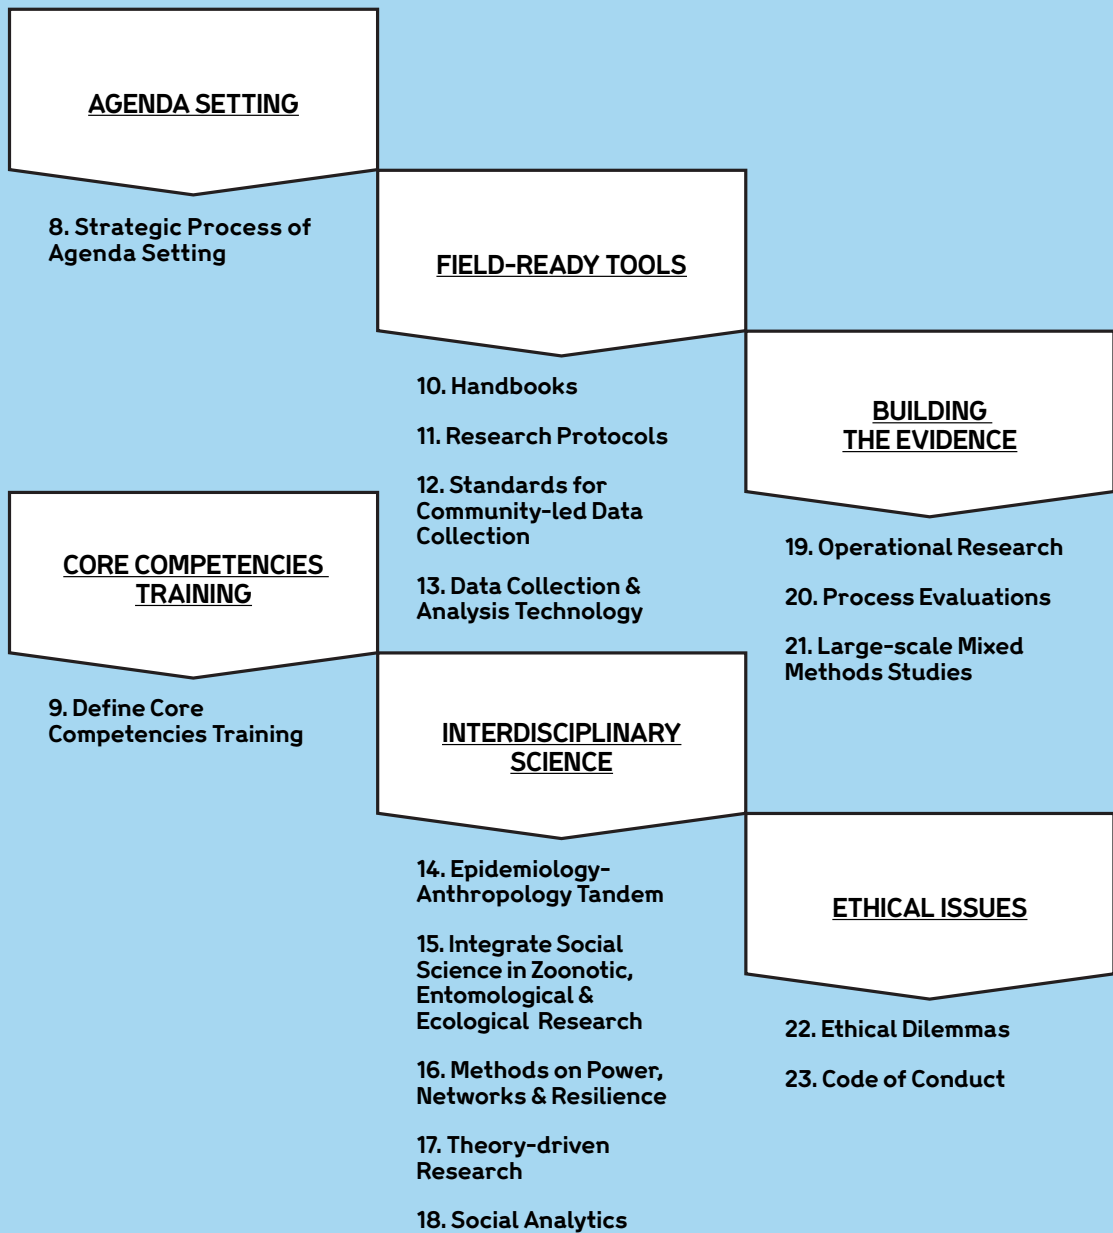 AGENDA SETTING
8. Strategic Process of
Agenda Setting
CORE COMPETENCIES
TRAINING
9. Define Core
Competencies Training
FIELD-READY TOOLS
10. Handbooks
11. Research Protocols
12. Standards for
Community-led Data
Collection
13. Data Collection &
Analysis Technology
INTERDISCIPLINARY
SCIENCE
14. Epidemiology-
Anthropology Tandem
15. Integrate Social
Science in Zoonotic,
Entomological &
Ecological Research
16. Methods on Power,
Networks & Resilience
17. Theory-driven
Research
18. Social Analytics
BUILDING
THE EVIDENCE
19. Operational Research
20. Process Evaluations
21. Large-scale Mixed
Methods Studies
ETHICAL ISSUES
22. Ethical Dilemmas
23. Code of Conduct